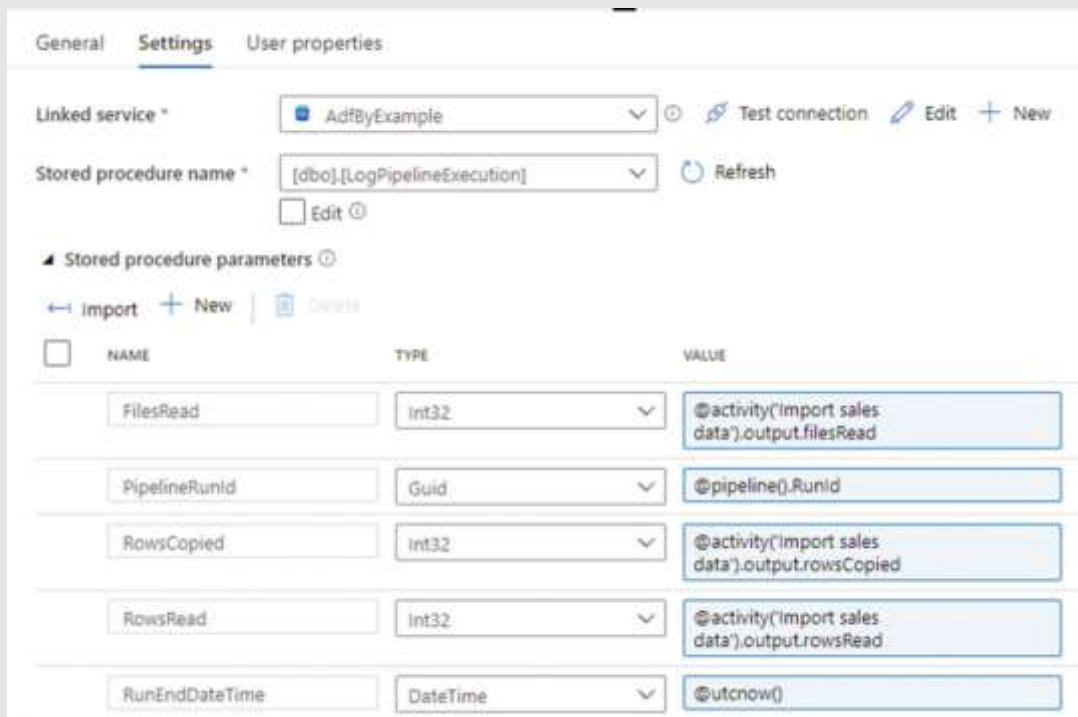 General Settings User properties
Linked service * AdfByExample Test connection Edit New
Stored procedure name * [dbo].[LogPipelineExecution] Refresh
Edit
Stored procedure parameters
Import New Delete
NAME TYPE VALUE
FilesRead Int32 @activity('Import sales
data').output.filesRead
PipelineRunId Guid @pipeline().RunId
RowsCopied Int32 @activity('Import sales
data').output.rowsCopied
RowsRead Int32 @activity('Import sales
data').output.rowsRead
RunEndDateTime DateTime @utcnow()